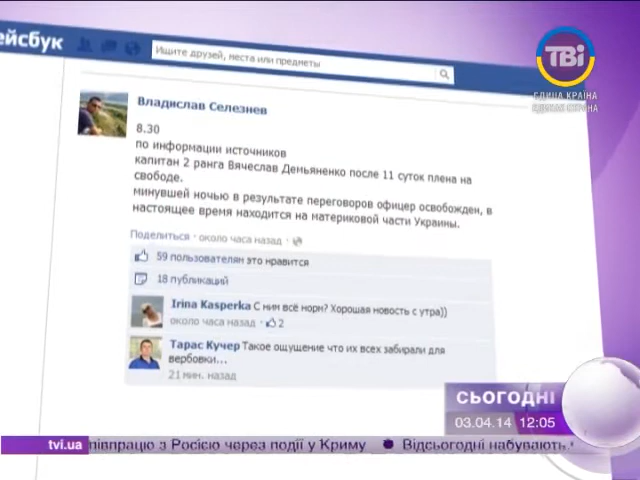 ейсбук
Ищите друзей, места или предметы
ТВі
ЄДИНА КРАЇНА
ЕДИНАЯ СТРАНА
Владислав Селезнев
8.30
по информации источников
капитан 2 ранга Вячеслав Демьяненко после 11 суток плена на
свободе.
минувшей ночью в результате переговоров офицер освобожден, в
настоящее время находится на материковой части Украины.
Поделиться · около часа назад ·
59 пользователям это нравится
18 публикаций
Irina Kasperka С ним всё норм? Хорошая новость с утра))
около часа назад · 2
Тарас Кучер Такое ощущение что их всех забирали для
вербовки...
21 мин. назад
СЬОГОДНІ
03.04.14 12:05
tvi.ua півпрацю з Росією через події у Криму Відсьогодні набувають